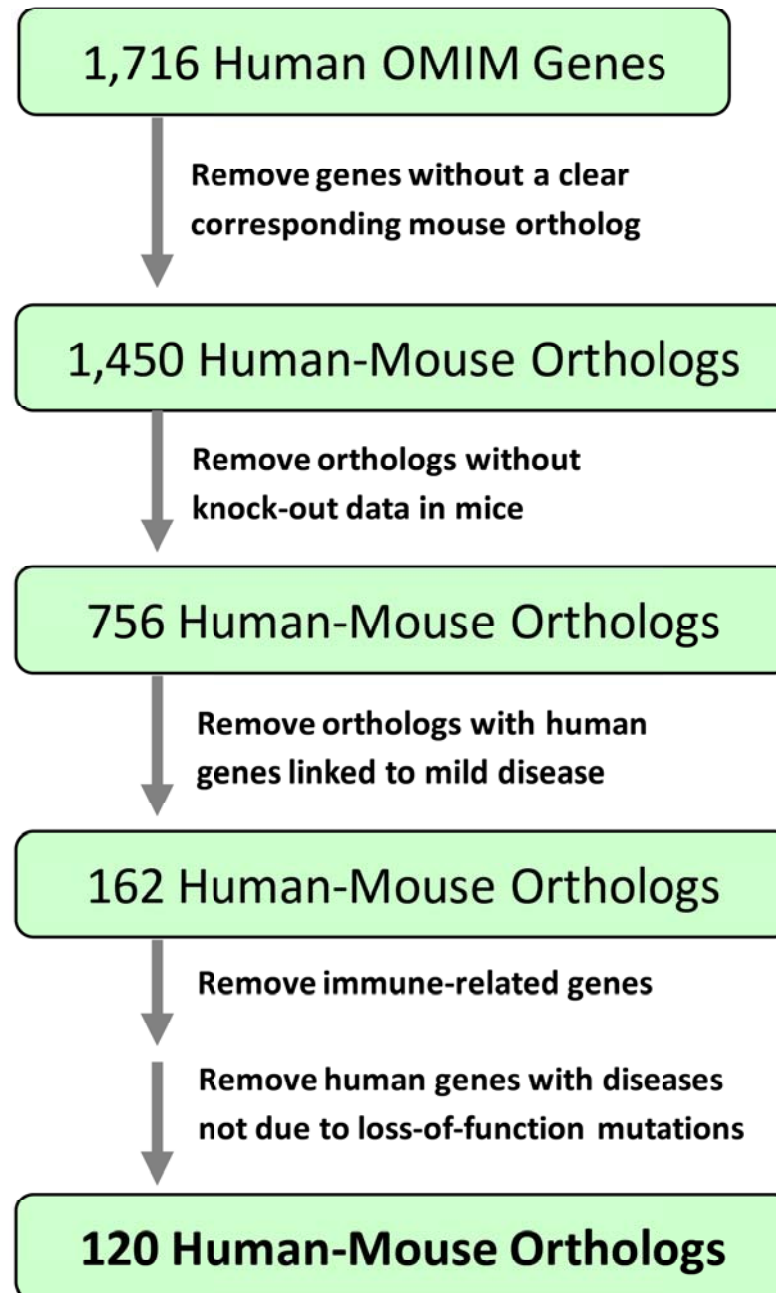 1,716 Human OMIM Genes
Remove genes without a clear
corresponding mouse ortholog
1,450 Human-Mouse Orthologs
Remove orthologs without
knock-out data in mice
756 Human-Mouse Orthologs
Remove orthologs with human
genes linked to mild disease
162 Human-Mouse Orthologs
Remove immune-related genes
Remove human genes with diseases
not due to loss-of-function mutations
120 Human-Mouse Orthologs